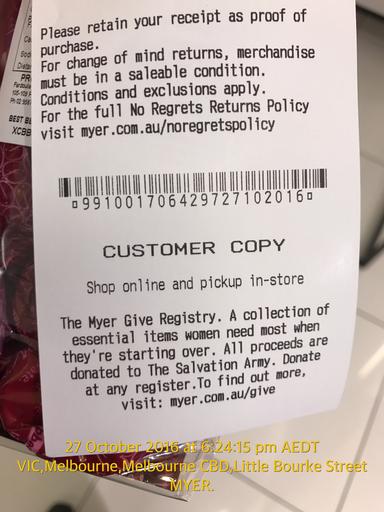 Please retain your receipt as proof of
purchase.
For change of mind returns, merchandise
must be in a saleable condition.
Conditions and exclusions apply.
For the full No Regrets Returns Policy
visit myer.com.au/noregretspolicy
¤991001706429727102016¤
CUSTOMER COPY
Shop online and pickup in-store
The Myer Give Registry. A collection of
essential items women need most when
they're starting over. All proceeds are
donated to The Salvation Army. Donate
at any register.To find out more,
visit: myer.com.au/give
27 October 2016 at 6:24:15 pm AEDT
VIC,Melbourne,Melbourne CBD,Little Bourke Street
MYER.